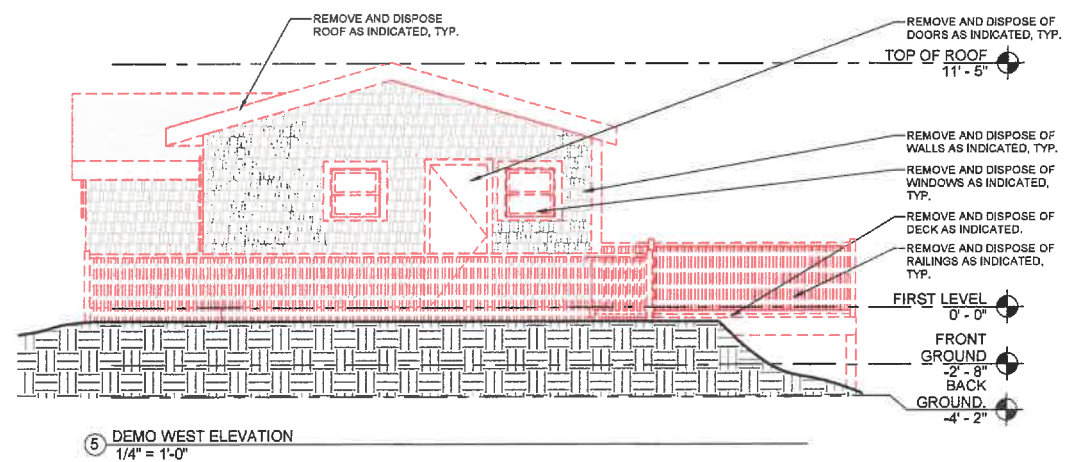 REMOVE AND DISPOSE
ROOF AS INDICATED, TYP.
REMOVE AND DISPOSE OF
DOORS AS INDICATED, TYP.
TOP OF ROOF
11' - 5"
REMOVE AND DISPOSE OF
WALLS AS INDICATED, TYP.
REMOVE AND DISPOSE OF
WINDOWS AS INDICATED,
TYP.
REMOVE AND DISPOSE OF
DECK AS INDICATED.
REMOVE AND DISPOSE OF
RAILINGS AS INDICATED,
TYP.
FIRST LEVEL
0' - 0"
FRONT
GROUND
-2' - 8"
BACK
GROUND.
-4' - 2"
5 DEMO WEST ELEVATION
1/4" = 1'-0"